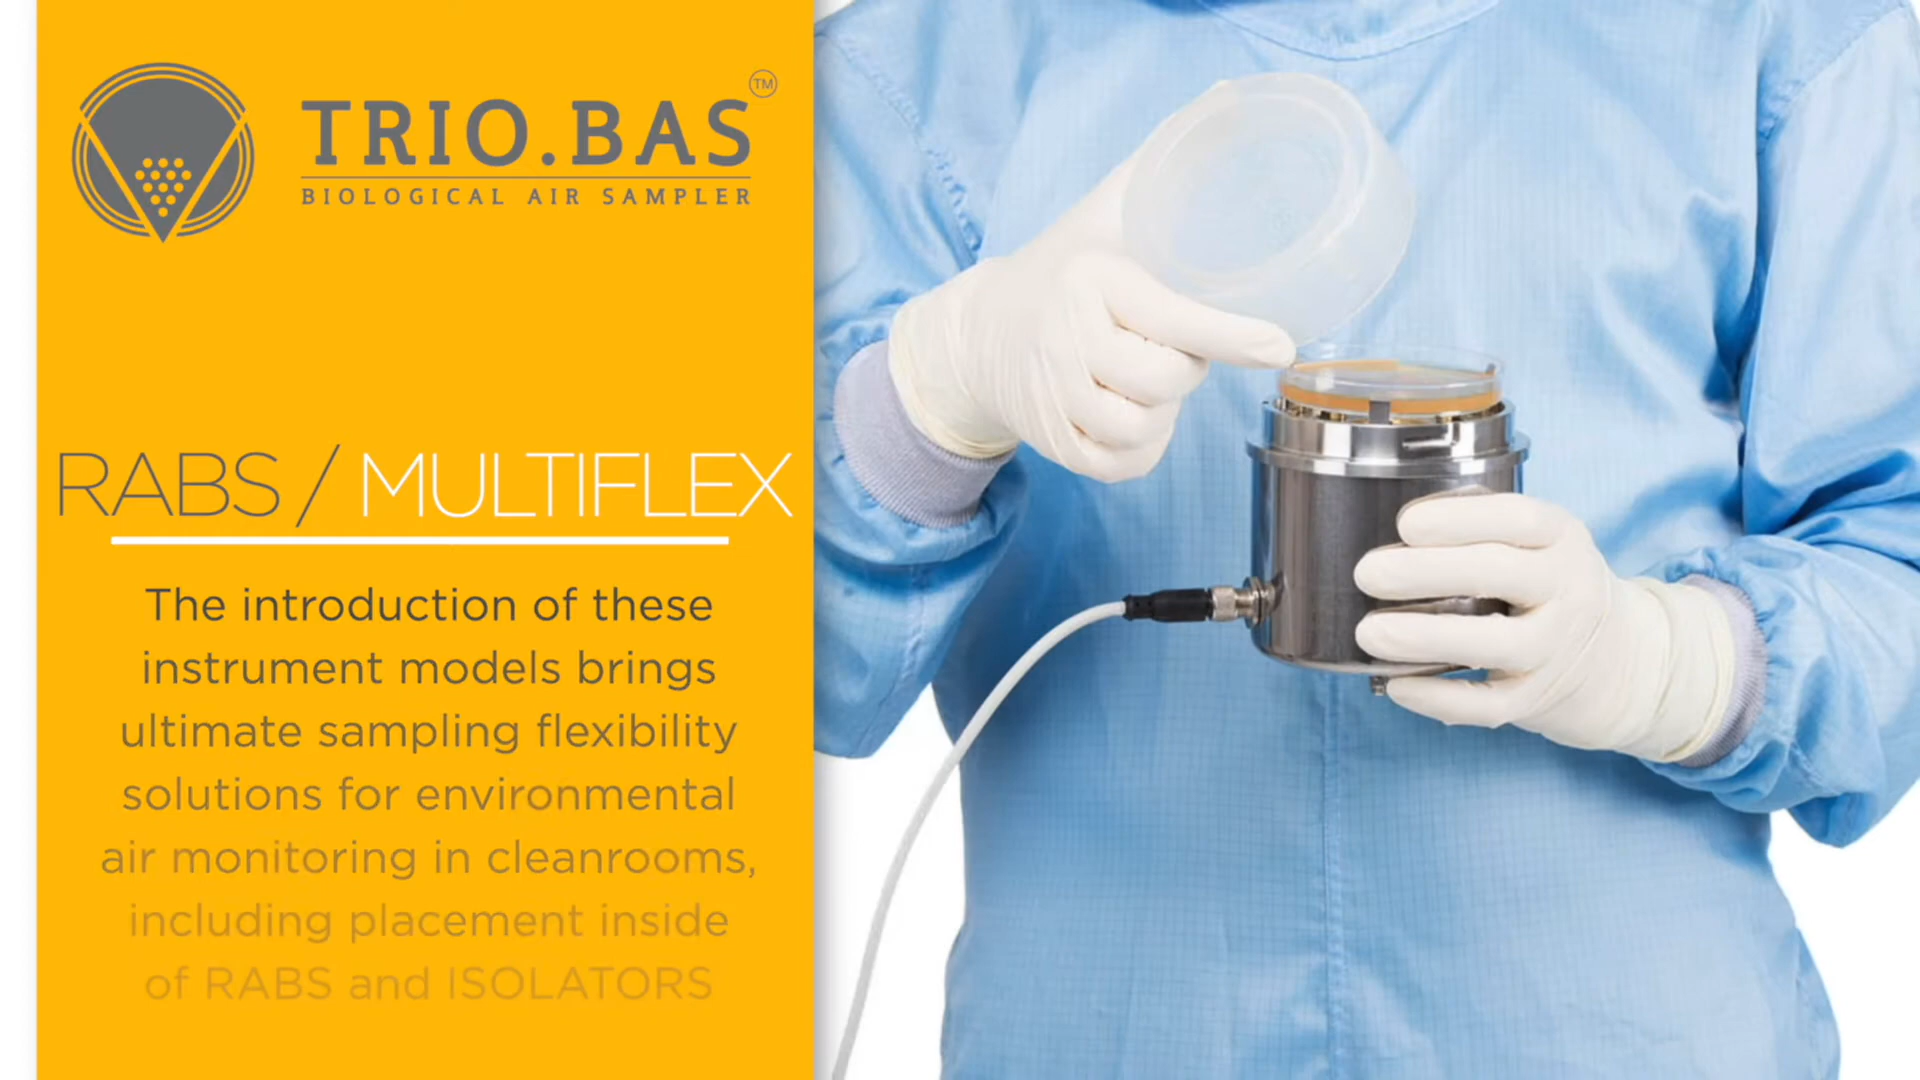 TRIO.BAS TM
BIOLOGICAL AIR SAMPLER
RABS / MULTIFLEX
The introduction of these
instrument models brings
ultimate sampling flexibility
solutions for environmental
air monitoring in cleanrooms,
including placement inside
of RABS and ISOLATORS